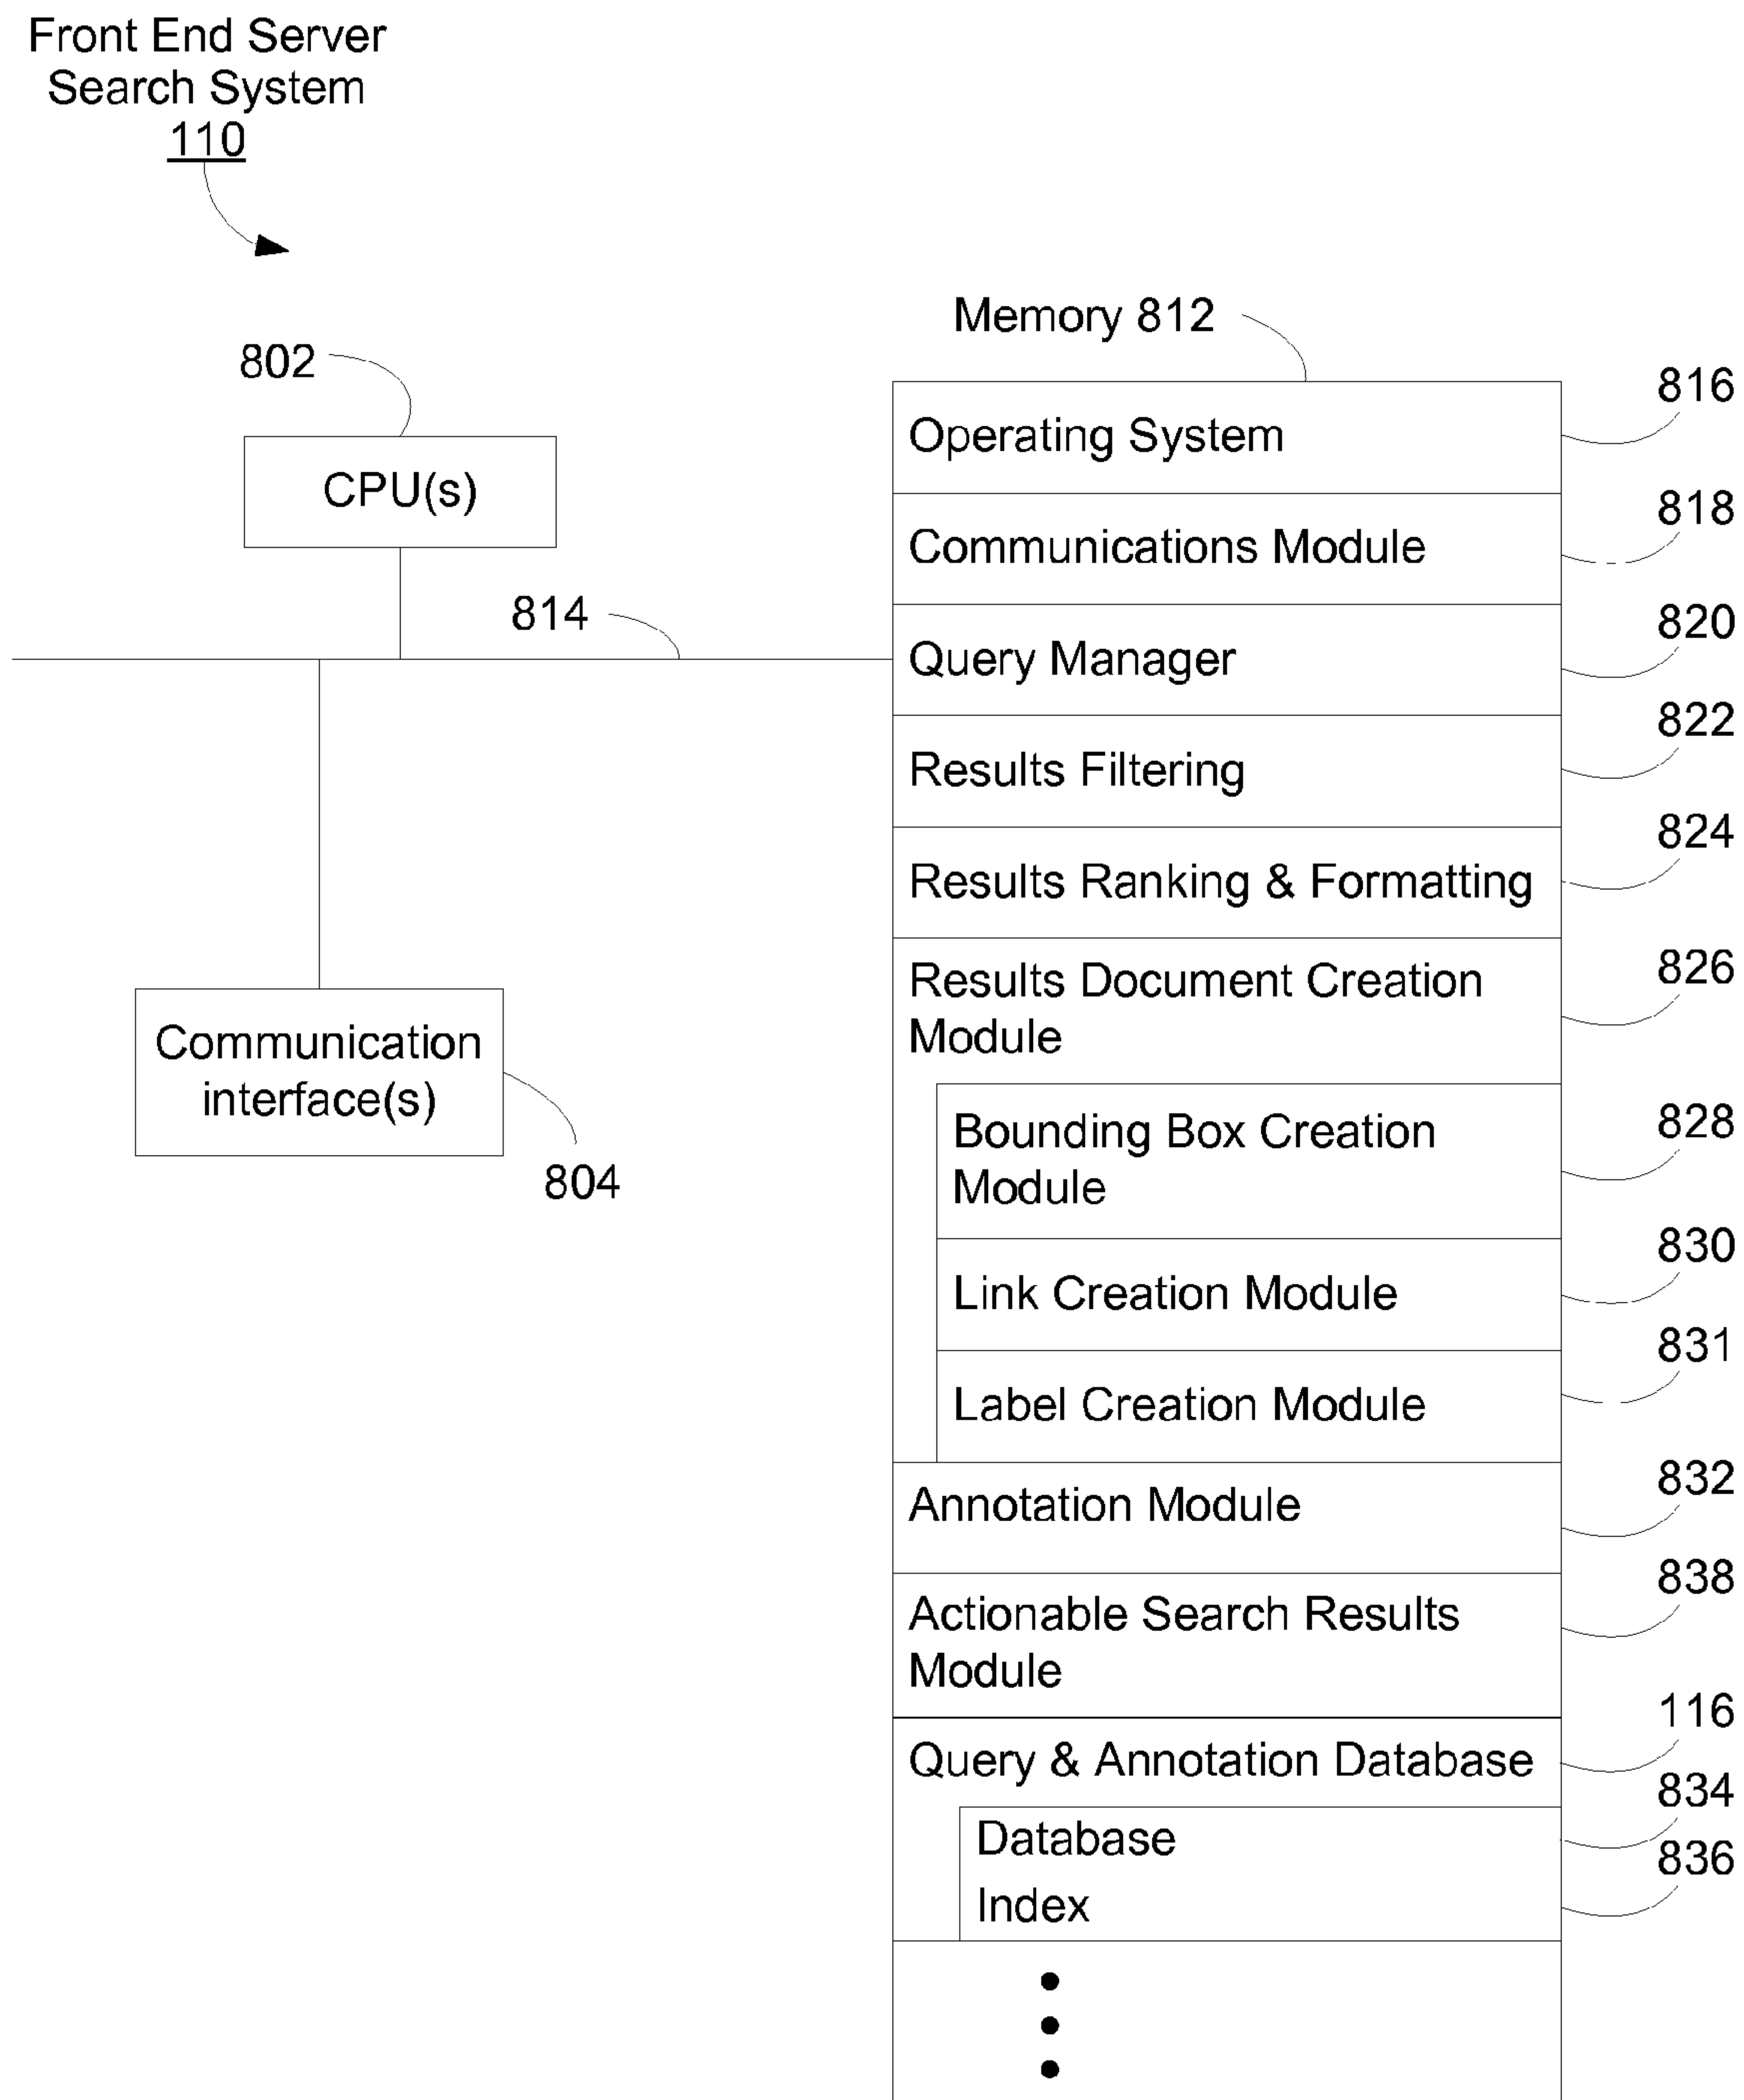 Front End Server
Search System
110
Memory 812
802
816
Operating System
CPU(s)
818
Communications Module
814
820
Query Manager
822
Results Filtering
824
Results Ranking & Formatting
826
Results Document Creation
Module
Communication
interface(s)
804
828
Bounding Box Creation
Module
830
Link Creation Module
831
Label Creation Module
832
Annotation Module
838
Actionable Search Results
Module
116
Query & Annotation Database
834
Database
836
Index